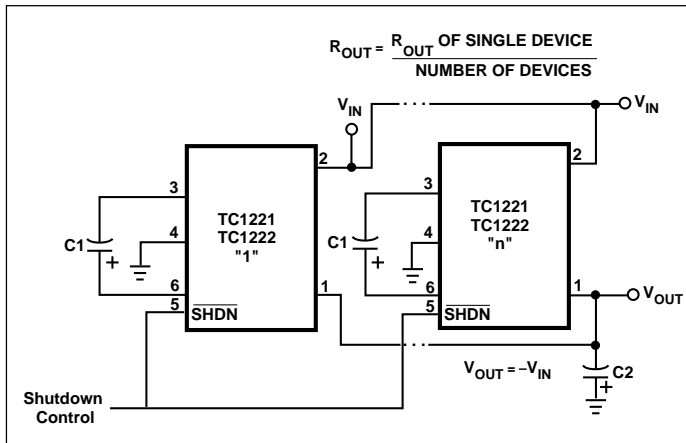 R_OUT = R_OUT OF SINGLE DEVICE
NUMBER OF DEVICES
V_IN
V_IN
2
2
3
3
TC1221
TC1222
"1"
TC1221
TC1222
"n"
4
4
C1
+
C1
+
6
1
6
1
V_OUT
5
SHDN
5
SHDN
V_OUT = –V_IN
C2
+
Shutdown
Control